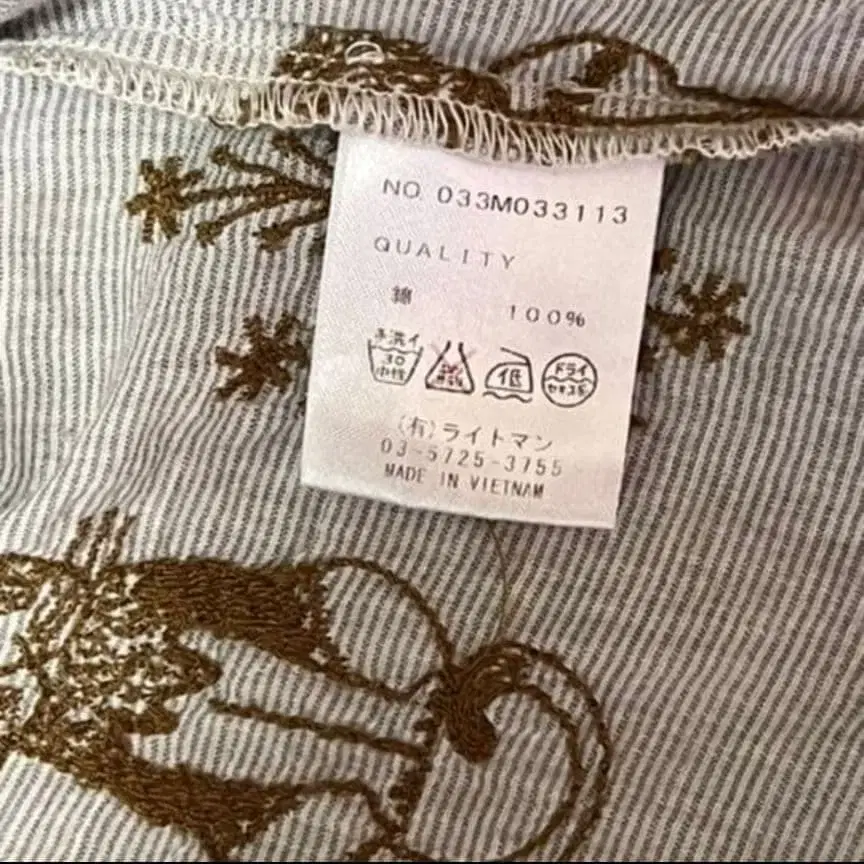 NO. 033M033113
QUALITY
綿 100%
手洗イ 30 中性
低
ドライ セキユ系
(有)ライトマン
03-5725-3755
MADE IN VIETNAM